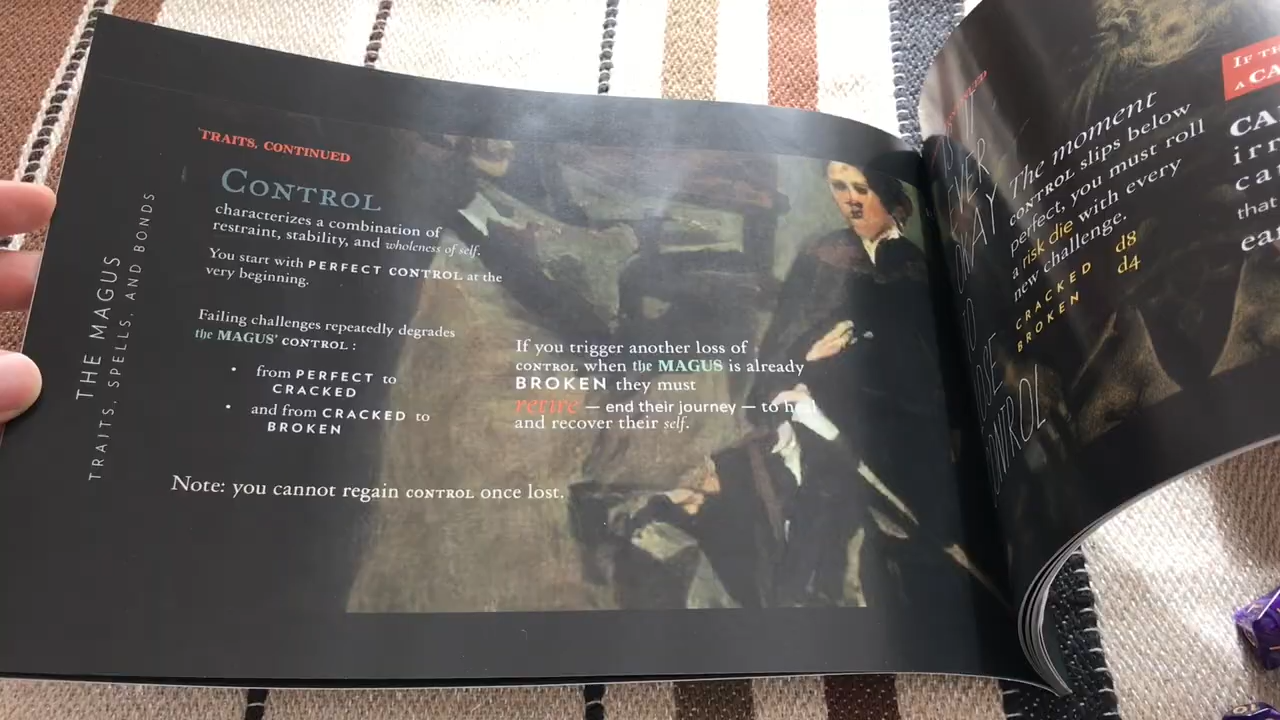 THE MAGUS
TRAITS, SPELLS, AND BONDS
TRAITS, CONTINUED
CONTROL
characterizes a combination of
restraint, stability, and wholeness of self.
You start with PERFECT CONTROL at the
very beginning.
Failing challenges repeatedly degrades
the MAGUS' CONTROL :
• from PERFECT to
CRACKED
• and from CRACKED to
BROKEN
If you trigger another loss of
CONTROL when the MAGUS is already
BROKEN they must
retire — end their journey — to heal
and recover their self.
Note: you cannot regain CONTROL once lost.
CONTROL
The moment
CONTROL slips below
perfect, you must roll
a risk die with every
new challenge.
CRACKED d8
BROKEN d4
IF
A CA
CA
that